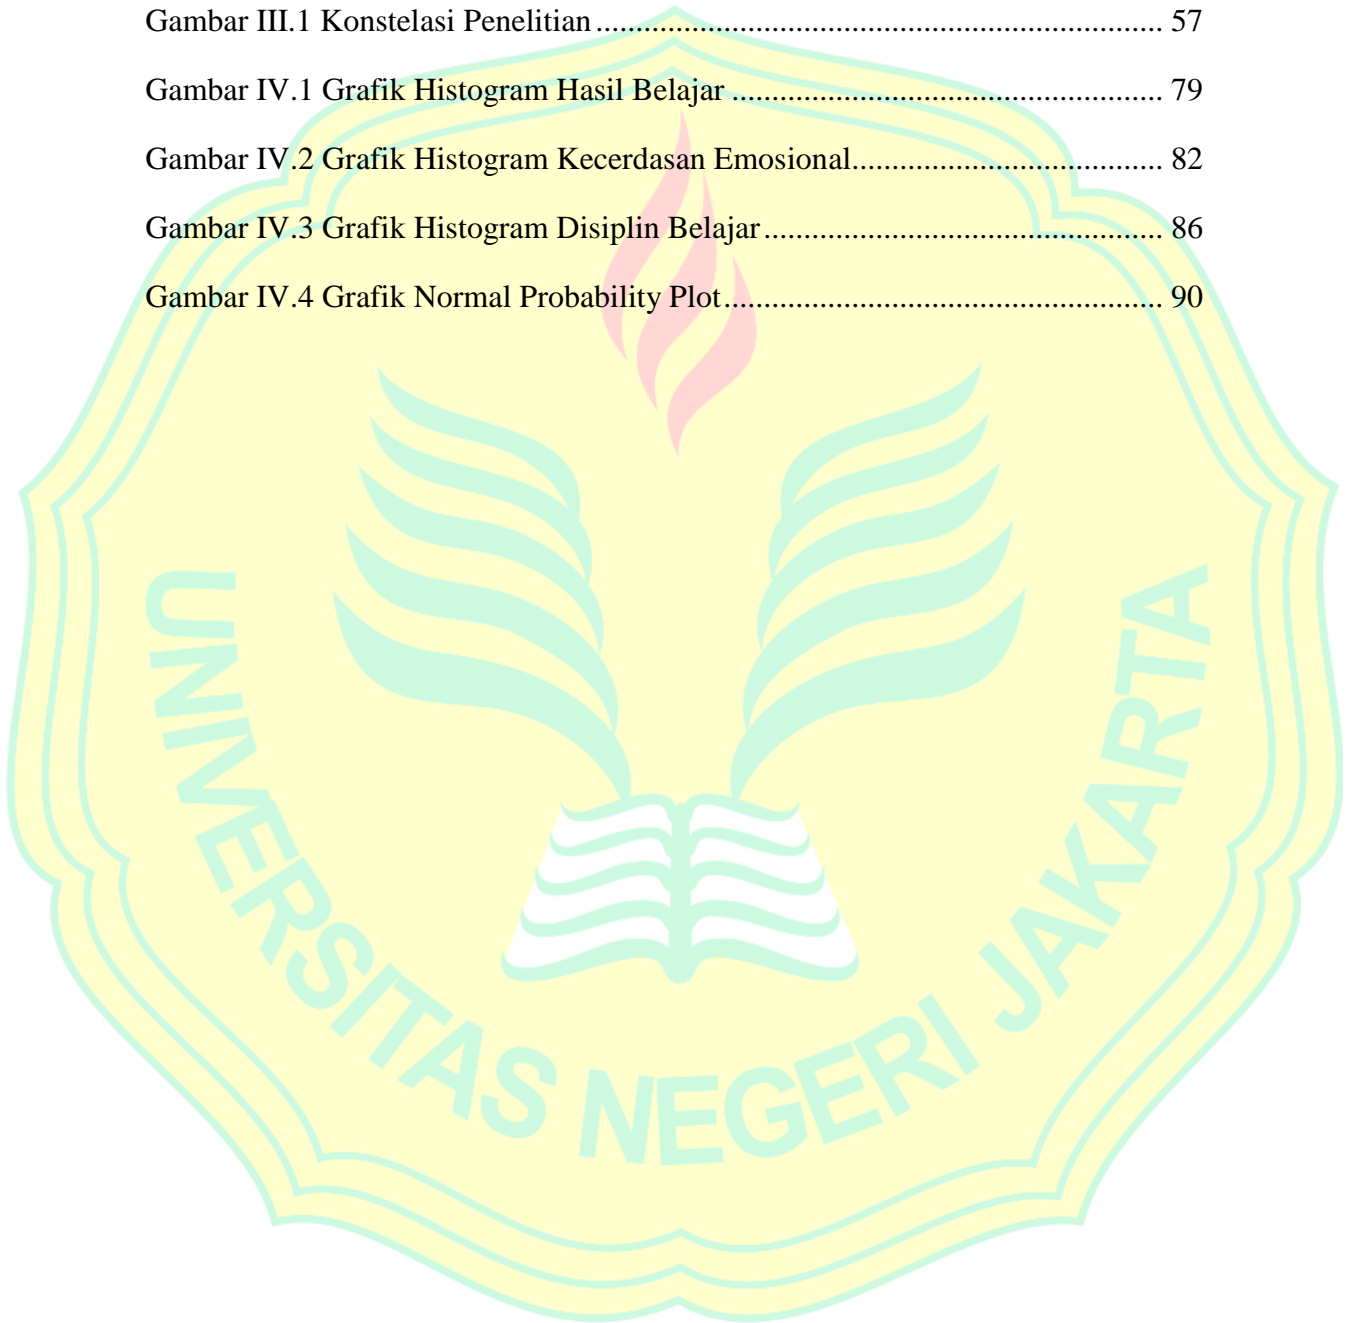 Gambar III.1 Konstelasi Penelitian ........................................................................ 57
Gambar IV.1 Grafik Histogram Hasil Belajar ....................................................... 79
Gambar IV.2 Grafik Histogram Kecerdasan Emosional........................................ 82
Gambar IV.3 Grafik Histogram Disiplin Belajar ................................................... 86
Gambar IV.4 Grafik Normal Probability Plot ........................................................ 90
UNIVERSITAS NEGERI JAKARTA